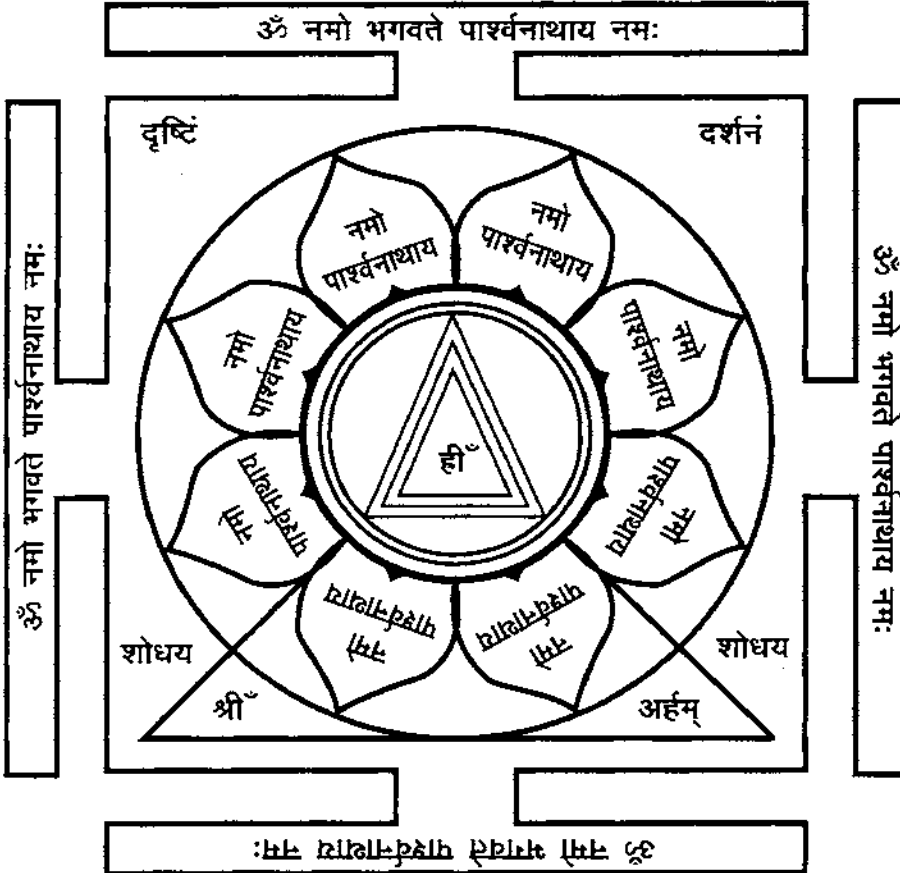 ॐ नमो भगवते पार्श्वनाथाय नमः
दृष्टिं
दर्शनं
नमो
पार्श्वनाथाय
नमो
पार्श्वनाथाय
नमो
पार्श्वनाथाय
नमो
पार्श्वनाथाय
ॐ नमो भगवते पार्श्वनाथाय नमः
ॐ नमो भगवते पार्श्वनाथाय नमः
ह्रीँ
नमो
पार्श्वनाथाय
नमो
पार्श्वनाथाय
नमो
पार्श्वनाथाय
नमो
पार्श्वनाथाय
शोधय
शोधय
श्रीँ
अर्हम्
ॐ नमो भगवते पार्श्वनाथाय नमः